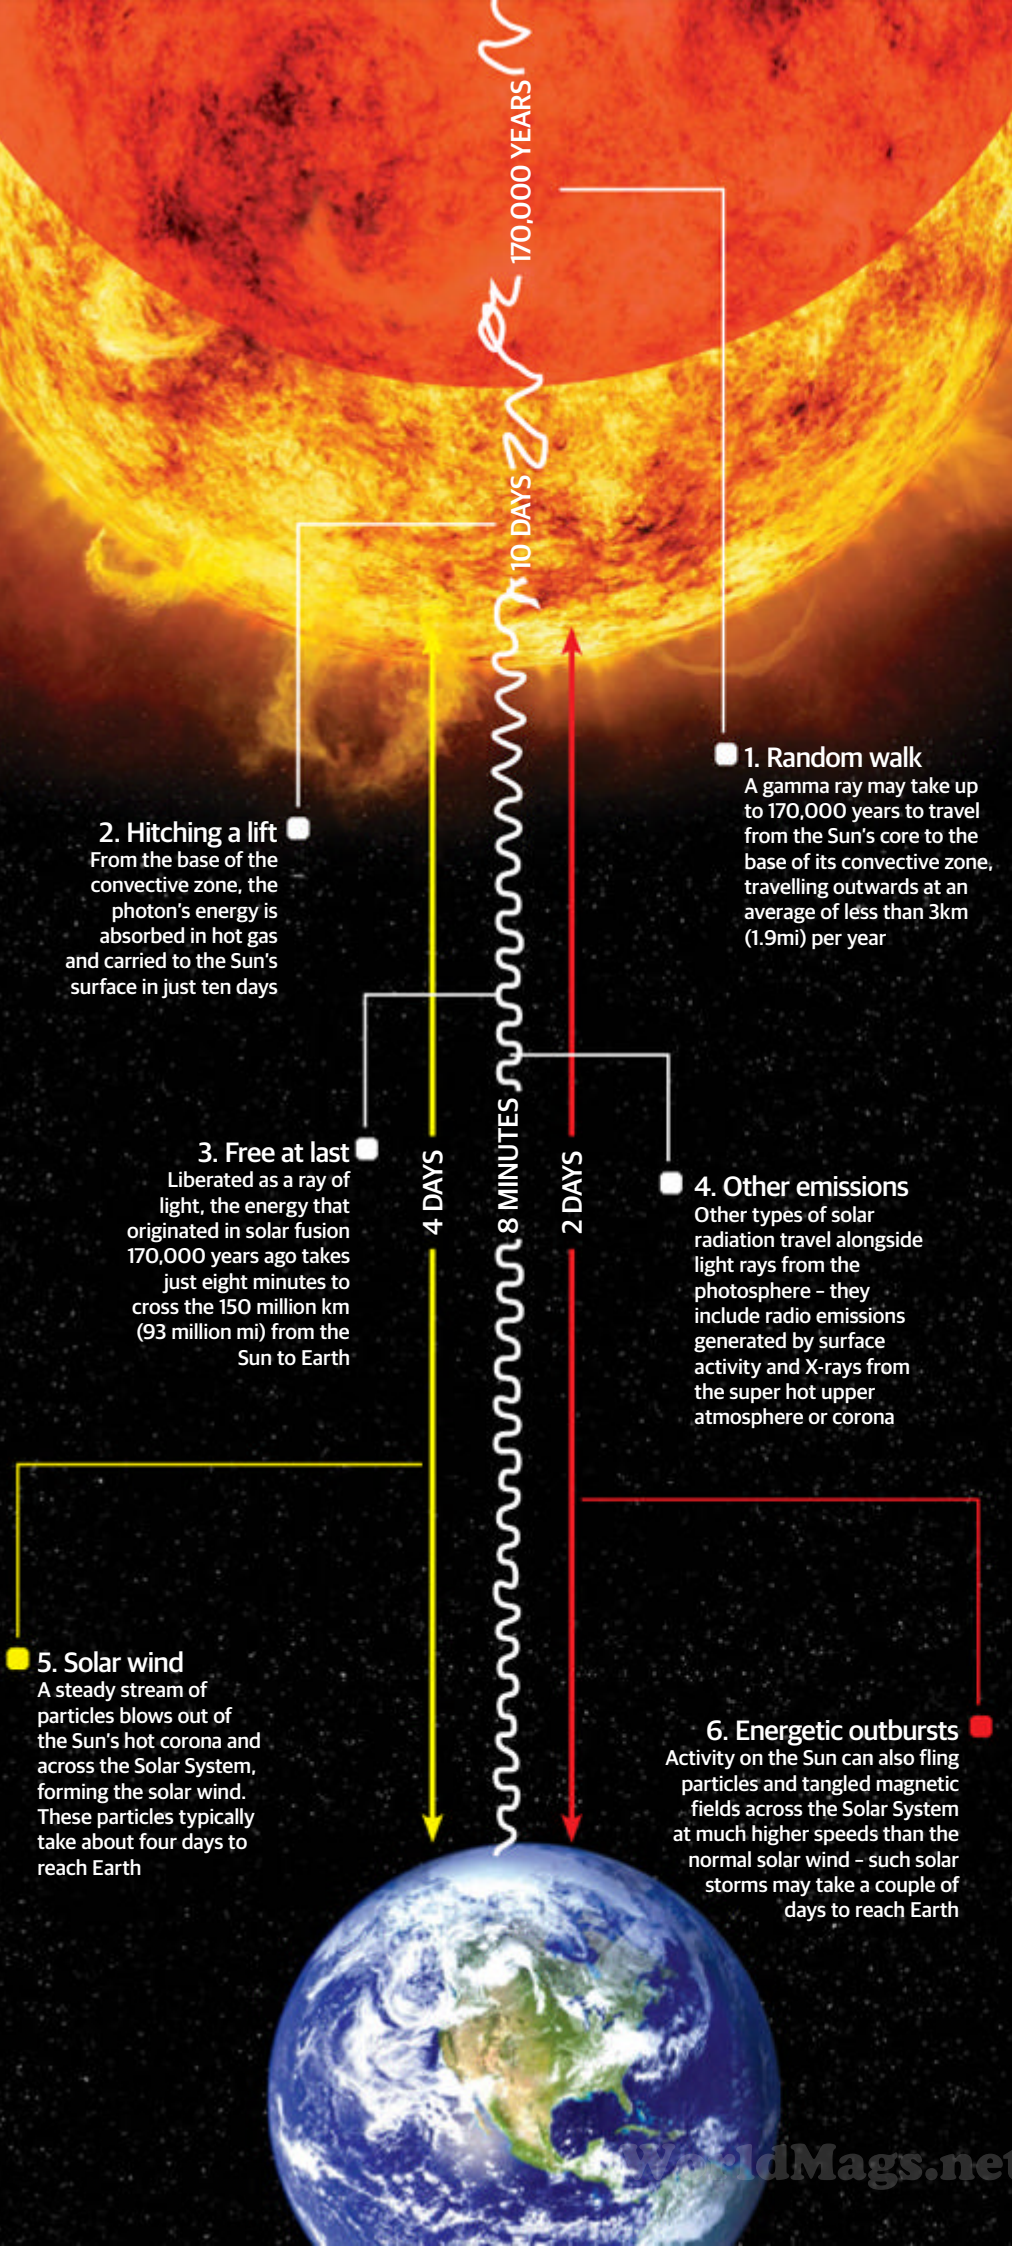 170,000 YEARS
10 DAYS
1. Random walk
A gamma ray may take up
to 170,000 years to travel
from the Sun's core to the
base of its convective zone,
travelling outwards at an
average of less than 3km
(1.9mi) per year
2. Hitching a lift
From the base of the
convective zone, the
photon's energy is
absorbed in hot gas
and carried to the Sun's
surface in just ten days
3. Free at last
Liberated as a ray of
light, the energy that
originated in solar fusion
170,000 years ago takes
just eight minutes to
cross the 150 million km
(93 million mi) from the
Sun to Earth
4 DAYS
8 MINUTES
2 DAYS
4. Other emissions
Other types of solar
radiation travel alongside
light rays from the
photosphere – they
include radio emissions
generated by surface
activity and X-rays from
the super hot upper
atmosphere or corona
5. Solar wind
A steady stream of
particles blows out of
the Sun's hot corona and
across the Solar System,
forming the solar wind.
These particles typically
take about four days to
reach Earth
6. Energetic outbursts
Activity on the Sun can also fling
particles and tangled magnetic
fields across the Solar System
at much higher speeds than the
normal solar wind – such solar
storms may take a couple of
days to reach Earth
WorldMags.net